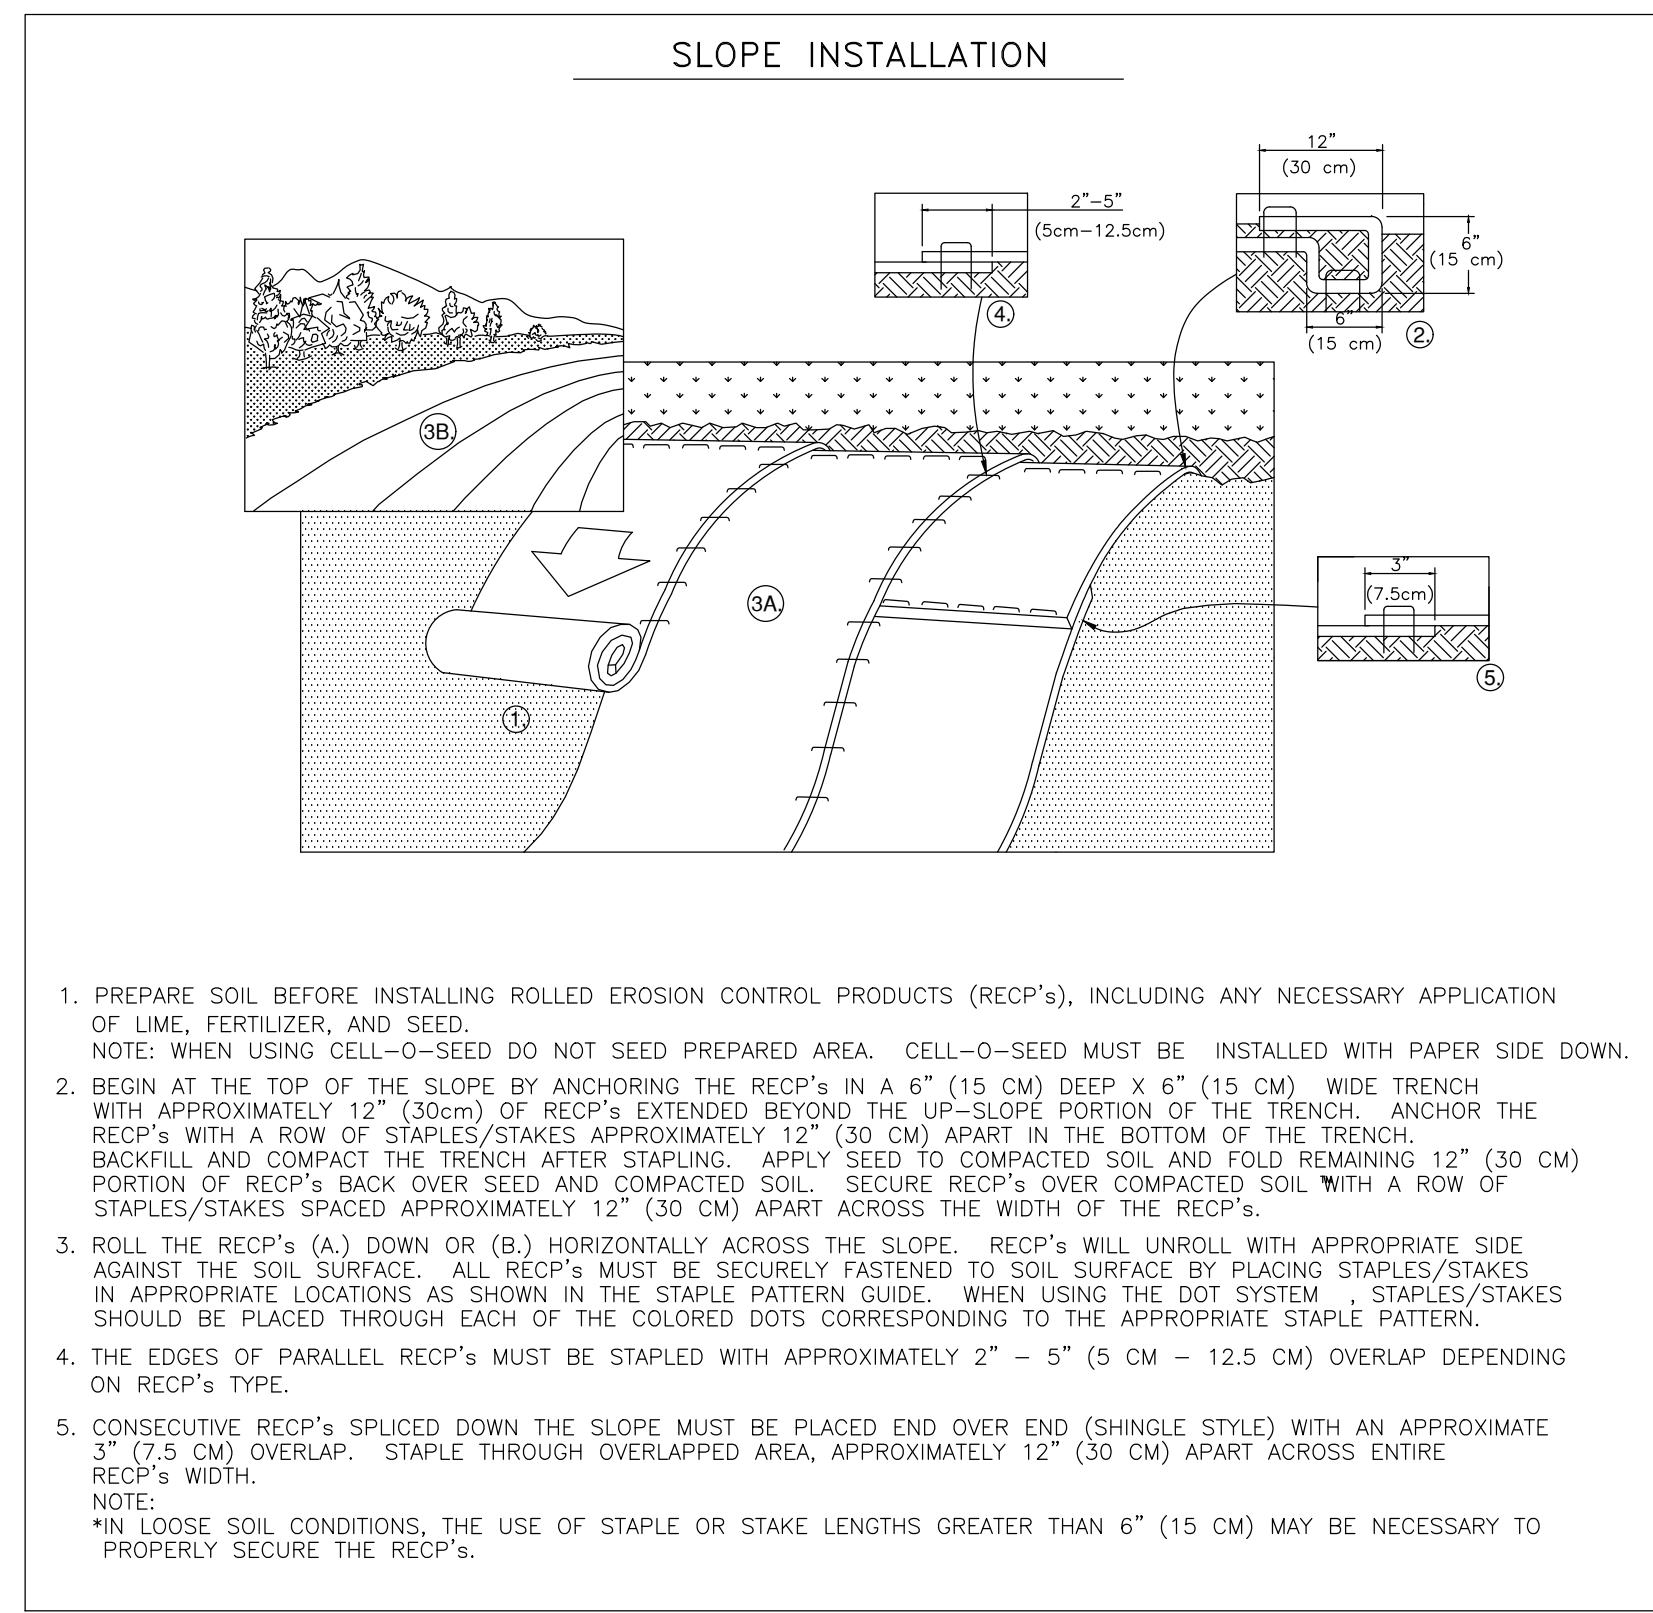 SLOPE INSTALLATION
12"
(30 cm)
2"-5"
(5cm-12.5cm)
6"
(15 cm)
4.
6"
(15 cm)
2.
3B.
3"
(7.5cm)
3A.
5.
1.
1. PREPARE SOIL BEFORE INSTALLING ROLLED EROSION CONTROL PRODUCTS (RECP's), INCLUDING ANY NECESSARY APPLICATION
OF LIME, FERTILIZER, AND SEED.
NOTE: WHEN USING CELL-O-SEED DO NOT SEED PREPARED AREA. CELL-O-SEED MUST BE INSTALLED WITH PAPER SIDE DOWN.
2. BEGIN AT THE TOP OF THE SLOPE BY ANCHORING THE RECP's IN A 6" (15 CM) DEEP X 6" (15 CM) WIDE TRENCH
WITH APPROXIMATELY 12" (30cm) OF RECP's EXTENDED BEYOND THE UP-SLOPE PORTION OF THE TRENCH. ANCHOR THE
RECP's WITH A ROW OF STAPLES/STAKES APPROXIMATELY 12" (30 CM) APART IN THE BOTTOM OF THE TRENCH.
BACKFILL AND COMPACT THE TRENCH AFTER STAPLING. APPLY SEED TO COMPACTED SOIL AND FOLD REMAINING 12" (30 CM)
PORTION OF RECP's BACK OVER SEED AND COMPACTED SOIL. SECURE RECP's OVER COMPACTED SOIL ™WITH A ROW OF
STAPLES/STAKES SPACED APPROXIMATELY 12" (30 CM) APART ACROSS THE WIDTH OF THE RECP's.
3. ROLL THE RECP's (A.) DOWN OR (B.) HORIZONTALLY ACROSS THE SLOPE. RECP's WILL UNROLL WITH APPROPRIATE SIDE
AGAINST THE SOIL SURFACE. ALL RECP's MUST BE SECURELY FASTENED TO SOIL SURFACE BY PLACING STAPLES/STAKES
IN APPROPRIATE LOCATIONS AS SHOWN IN THE STAPLE PATTERN GUIDE. WHEN USING THE DOT SYSTEM , STAPLES/STAKES
SHOULD BE PLACED THROUGH EACH OF THE COLORED DOTS CORRESPONDING TO THE APPROPRIATE STAPLE PATTERN.
4. THE EDGES OF PARALLEL RECP's MUST BE STAPLED WITH APPROXIMATELY 2" - 5" (5 CM - 12.5 CM) OVERLAP DEPENDING
ON RECP's TYPE.
5. CONSECUTIVE RECP's SPLICED DOWN THE SLOPE MUST BE PLACED END OVER END (SHINGLE STYLE) WITH AN APPROXIMATE
3" (7.5 CM) OVERLAP. STAPLE THROUGH OVERLAPPED AREA, APPROXIMATELY 12" (30 CM) APART ACROSS ENTIRE
RECP's WIDTH.
NOTE:
*IN LOOSE SOIL CONDITIONS, THE USE OF STAPLE OR STAKE LENGTHS GREATER THAN 6" (15 CM) MAY BE NECESSARY TO
PROPERLY SECURE THE RECP's.